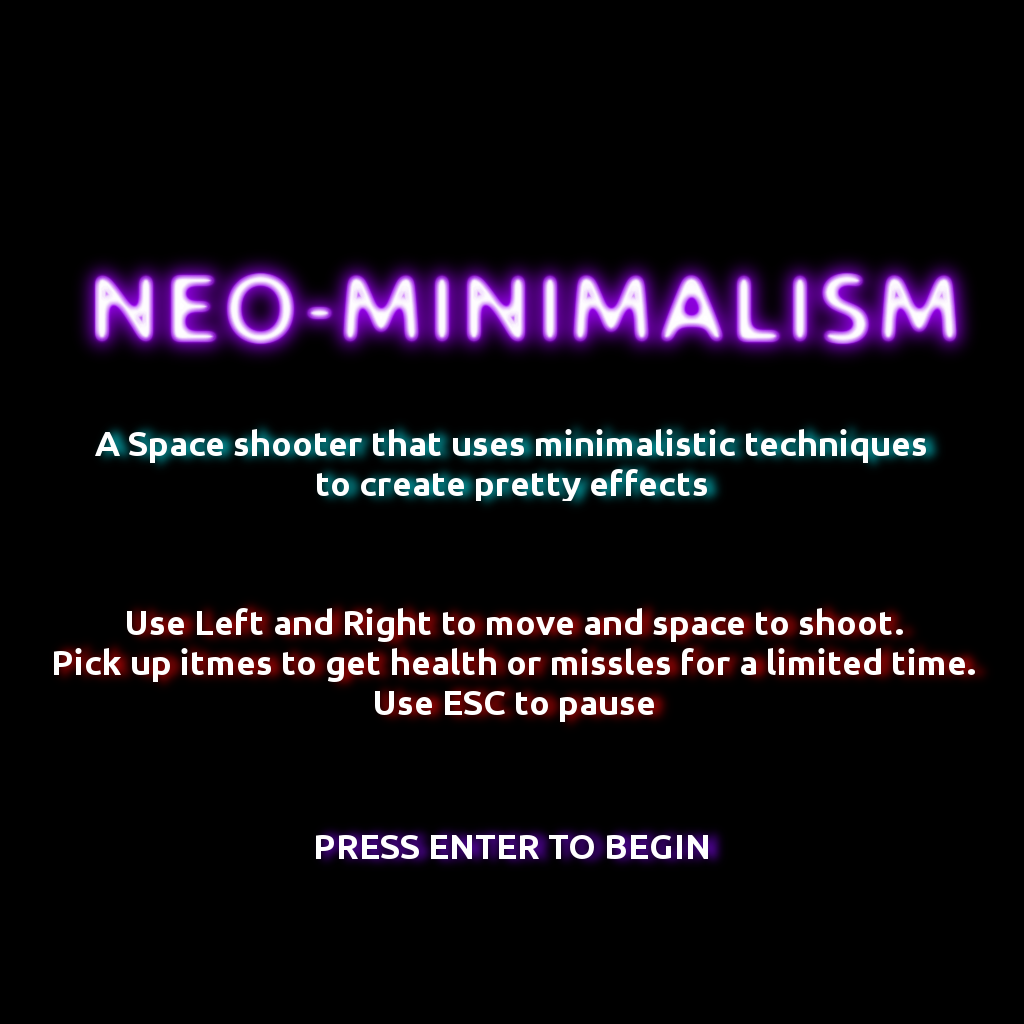 NEO-MINIMALISM
A Space shooter that uses minimalistic techniques
to create pretty effects
Use Left and Right to move and space to shoot.
Pick up itmes to get health or missles for a limited time.
Use ESC to pause
PRESS ENTER TO BEGIN